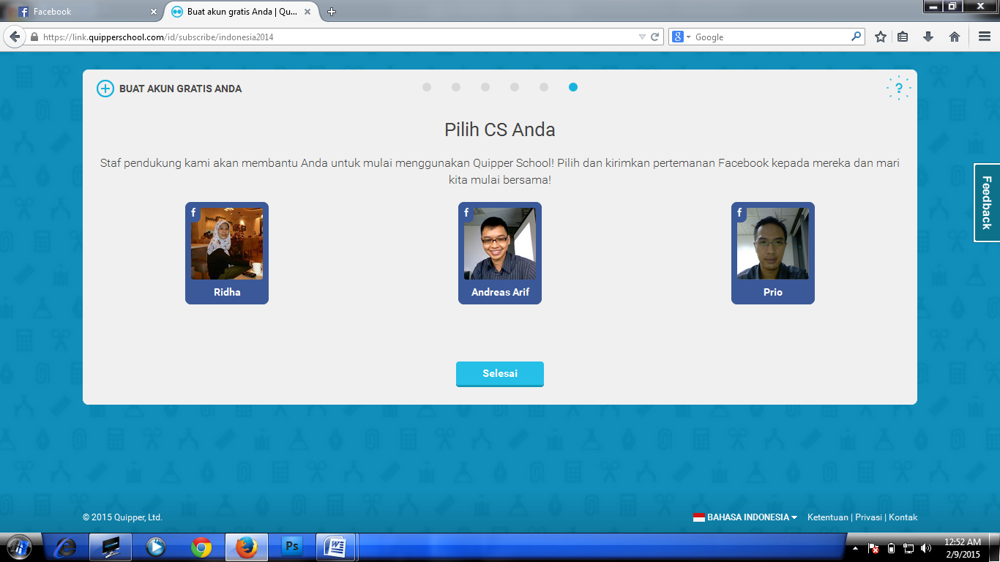 Facebook
Buat akun gratis Anda | Qu...
https://link.quipperschool.com/id/subscribe/indonesia2014
Google
BUAT AKUN GRATIS ANDA
?
Pilih CS Anda
Staf pendukung kami akan membantu Anda untuk mulai menggunakan Quipper School! Pilih dan kirimkan pertemanan Facebook kepada mereka dan mari
kita mulai bersama!
Ridha
Andreas Arif
Prio
Selesai
Feedback
© 2015 Quipper, Ltd.
BAHASA INDONESIA
Ketentuan | Privasi | Kontak
Ps
12:52 AM
2/9/2015